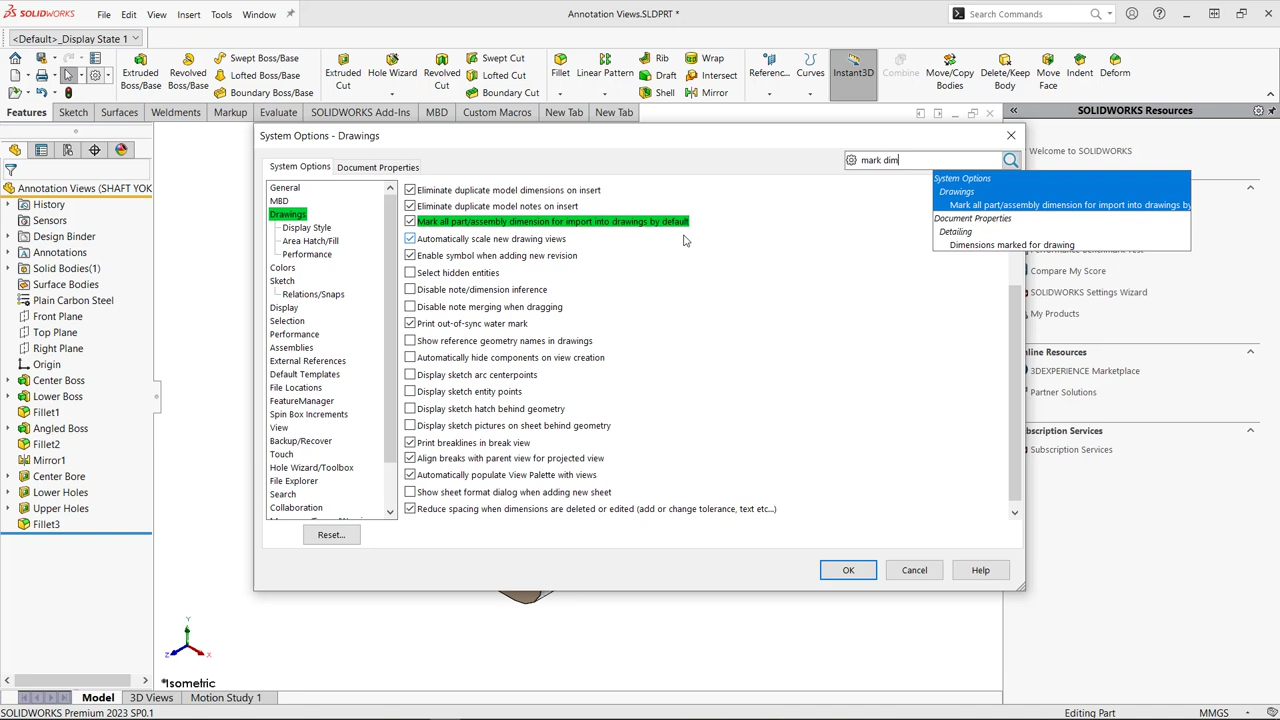 SOLIDWORKS
File
Edit
View
Insert
Tools
Window
Annotation Views.SLDPRT *
Search Commands
<Default>_Display State 1
Extruded Boss/Base
Revolved Boss/Base
Swept Boss/Base
Lofted Boss/Base
Boundary Boss/Base
Extruded Cut
Hole Wizard
Revolved Cut
Swept Cut
Lofted Cut
Boundary Cut
Fillet
Linear Pattern
Rib
Draft
Shell
Wrap
Intersect
Mirror
Referenc...
Curves
Instant3D
Combine
Move/Copy Bodies
Delete/Keep Body
Move Face
Indent
Deform
Features
Sketch
Surfaces
Weldments
Markup
Evaluate
SOLIDWORKS Add-Ins
MBD
Custom Macros
New Tab
New Tab
SOLIDWORKS Resources
Annotation Views (SHAFT YOK
History
Sensors
Design Binder
Annotations
Solid Bodies(1)
Surface Bodies
Plain Carbon Steel
Front Plane
Top Plane
Right Plane
Origin
Center Boss
Lower Boss
Fillet1
Angled Boss
Fillet2
Mirror1
Center Bore
Lower Holes
Upper Holes
Fillet3
System Options - Drawings
System Options
Document Properties
mark dim
General
MBD
Drawings
Display Style
Area Hatch/Fill
Performance
Colors
Sketch
Relations/Snaps
Display
Selection
Performance
Assemblies
External References
Default Templates
File Locations
FeatureManager
Spin Box Increments
View
Backup/Recover
Touch
Hole Wizard/Toolbox
File Explorer
Search
Collaboration
Reset...
Eliminate duplicate model dimensions on insert
Eliminate duplicate model notes on insert
Mark all part/assembly dimension for import into drawings by default
Automatically scale new drawing views
Enable symbol when adding new revision
Select hidden entities
Disable note/dimension inference
Disable note merging when dragging
Print out-of-sync water mark
Show reference geometry names in drawings
Automatically hide components on view creation
Display sketch arc centerpoints
Display sketch entity points
Display sketch hatch behind geometry
Display sketch pictures on sheet behind geometry
Print breaklines in break view
Align breaks with parent view for projected view
Automatically populate View Palette with views
Show sheet format dialog when adding new sheet
Reduce spacing when dimensions are deleted or edited (add or change tolerance, text etc...)
OK
Cancel
Help
System Options
Drawings
Mark all part/assembly dimension for import into drawings by
Document Properties
Detailing
Dimensions marked for drawing
Welcome to SOLIDWORKS
Compare My Score
SOLIDWORKS Settings Wizard
My Products
nline Resources
3DEXPERIENCE Marketplace
Partner Solutions
ubscription Services
Subscription Services
Y
Z
X
*Isometric
Model
3D Views
Motion Study 1
SOLIDWORKS Premium 2023 SP0.1
Editing Part
MMGS